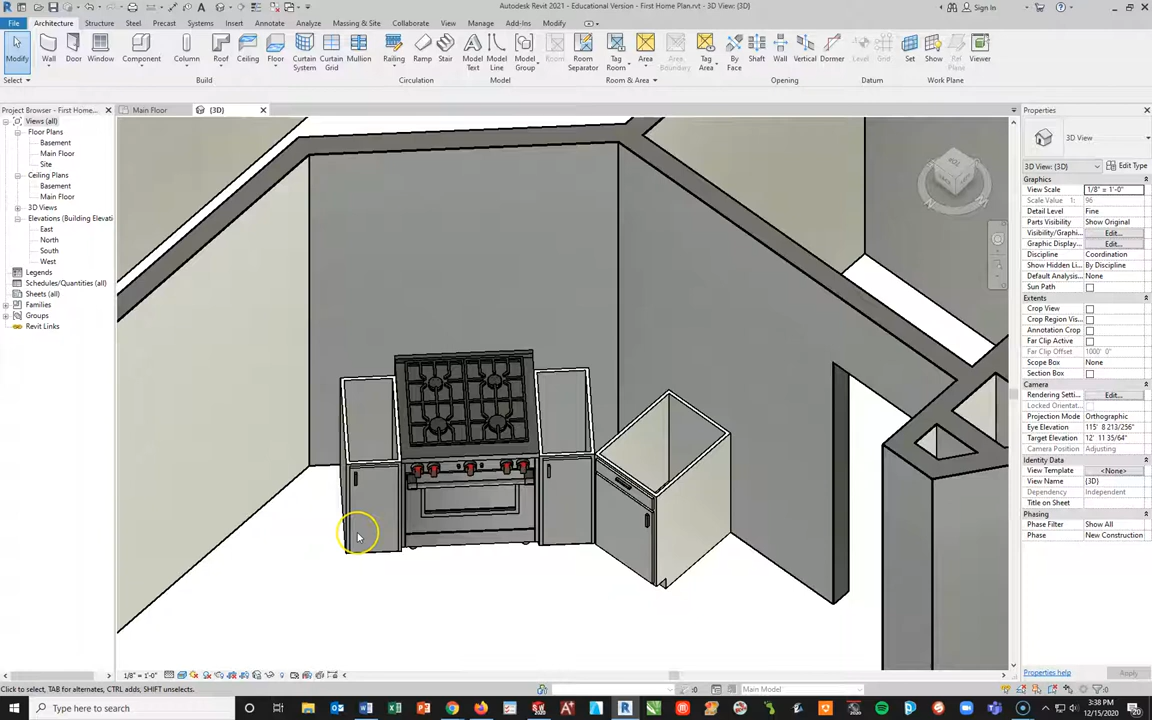 Autodesk Revit 2021 - Educational Version - First Home Plan.rvt - 3D View: {3D}
Sign In
File Architecture Structure Steel Precast Systems Insert Annotate Analyze Massing & Site Collaborate View Manage Add-Ins Modify
Modify Wall Door Window Component Column Roof Ceiling Floor Curtain System Curtain Grid Mullion Railing Ramp Stair Model Text Model Line Model Group Room Room Separator Tag Room Area Area Boundary Tag Area By Face Shaft Wall Vertical Dormer Level Grid Set Show Ref Plane Viewer
Select Build Circulation Model Room & Area Opening Datum Work Plane
Project Browser - First Home...
Main Floor
{3D}
Properties
Views (all)
Floor Plans
Basement
Main Floor
Site
Ceiling Plans
Basement
Main Floor
3D Views
Elevations (Building Elevati
East
North
South
West
Legends
Schedules/Quantities (all)
Sheets (all)
Families
Groups
Revit Links
TOP
3D View
3D View: {3D} Edit Type
Graphics
View Scale 1/8" = 1'-0"
Scale Value 1: 96
Detail Level Fine
Parts Visibility Show Original
Visibility/Graphi... Edit...
Graphic Display... Edit...
Discipline Coordination
Show Hidden Li... By Discipline
Default Analysis... None
Sun Path
Extents
Crop View
Crop Region Vis...
Annotation Crop
Far Clip Active
Far Clip Offset 1000' 0"
Scope Box None
Section Box
Camera
Rendering Setti... Edit...
Locked Orientat...
Projection Mode Orthographic
Eye Elevation 115' 8 213/256"
Target Elevation 12' 11 35/64"
Camera Position Adjusting
Identity Data
View Template <None>
View Name {3D}
Dependency Independent
Title on Sheet
Phasing
Phase Filter Show All
Phase New Construction
Properties help
Apply
1/8" = 1'-0"
Click to select, TAB for alternates, CTRL adds, SHIFT unselects.
:0
Main Model
:0
Type here to search
3:38 PM
12/15/2020